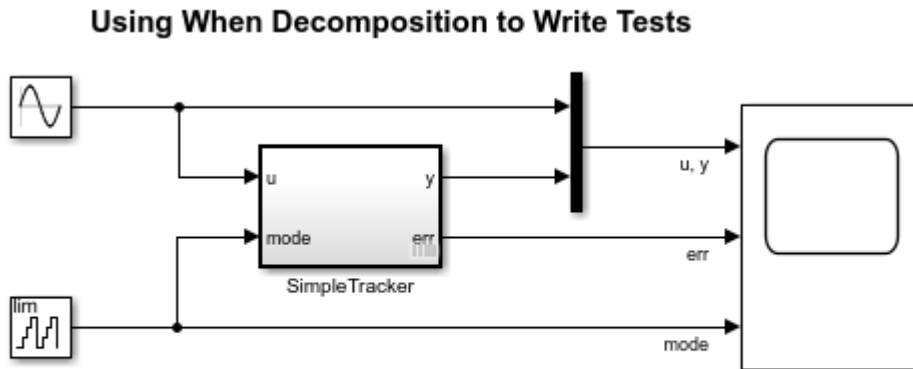 Using When Decomposition to Write Tests
u
y
u, y
mode
err
err
SimpleTracker
lim
mode